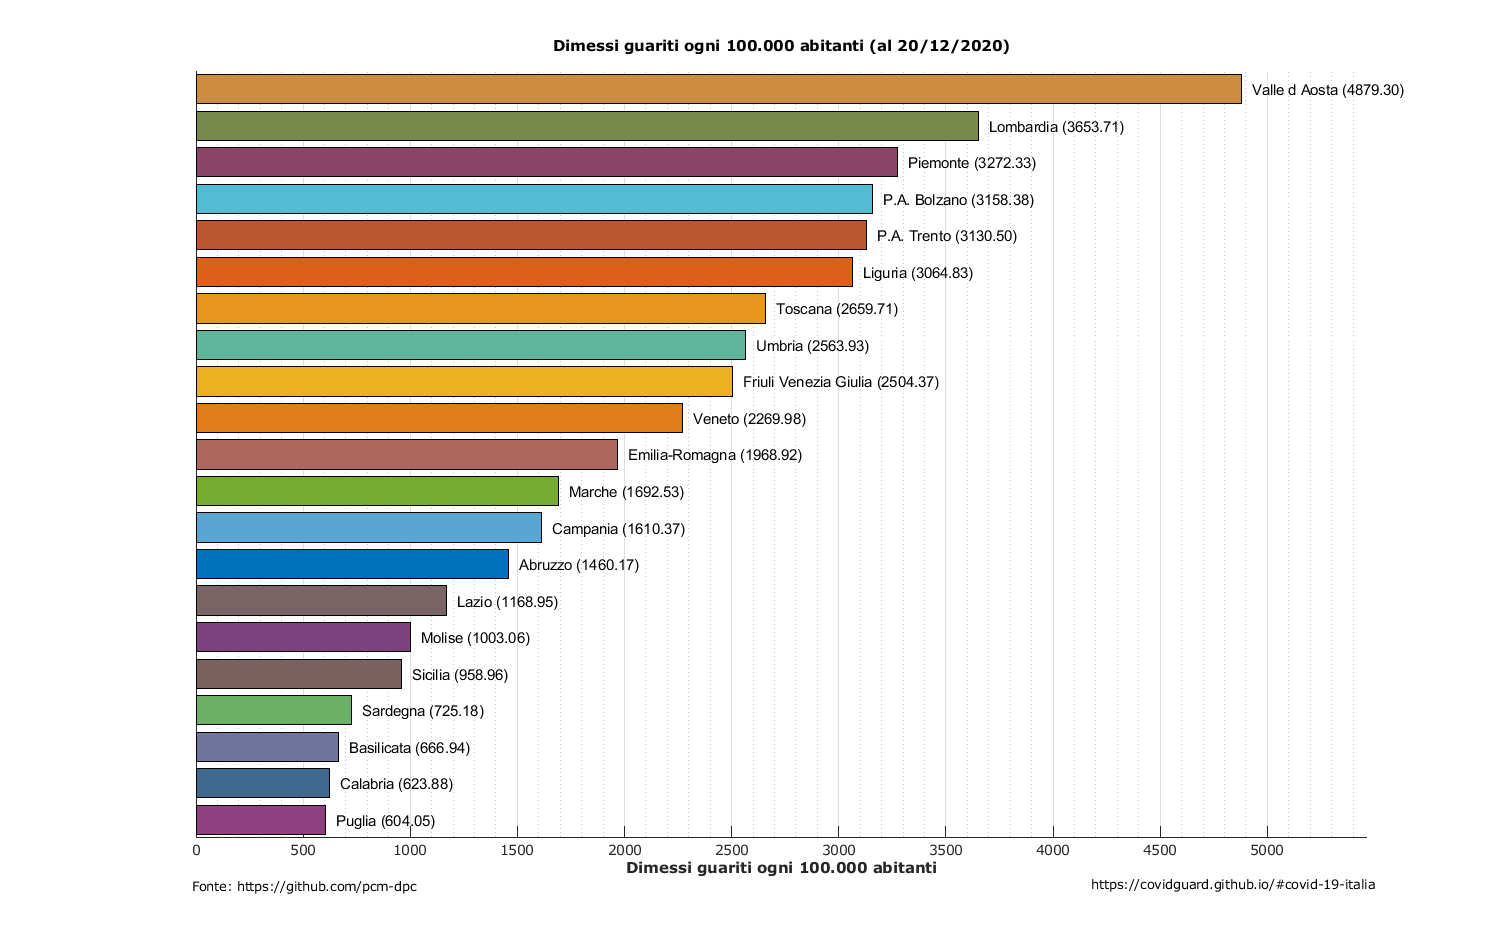 Dimessi guariti ogni 100.000 abitanti (al 20/12/2020)
Valle d Aosta (4879.30)
Lombardia (3653.71)
Piemonte (3272.33)
P.A. Bolzano (3158.38)
P.A. Trento (3130.50)
Liguria (3064.83)
Toscana (2659.71)
Umbria (2563.93)
Friuli Venezia Giulia (2504.37)
Veneto (2269.98)
Emilia-Romagna (1968.92)
Marche (1692.53)
Campania (1610.37)
Abruzzo (1460.17)
Lazio (1168.95)
Molise (1003.06)
Sicilia (958.96)
Sardegna (725.18)
Basilicata (666.94)
Calabria (623.88)
Puglia (604.05)
0 500 1000 1500 2000 2500 3000 3500 4000 4500 5000
Dimessi guariti ogni 100.000 abitanti
Fonte: https://github.com/pcm-dpc
https://covidguard.github.io/#covid-19-italia